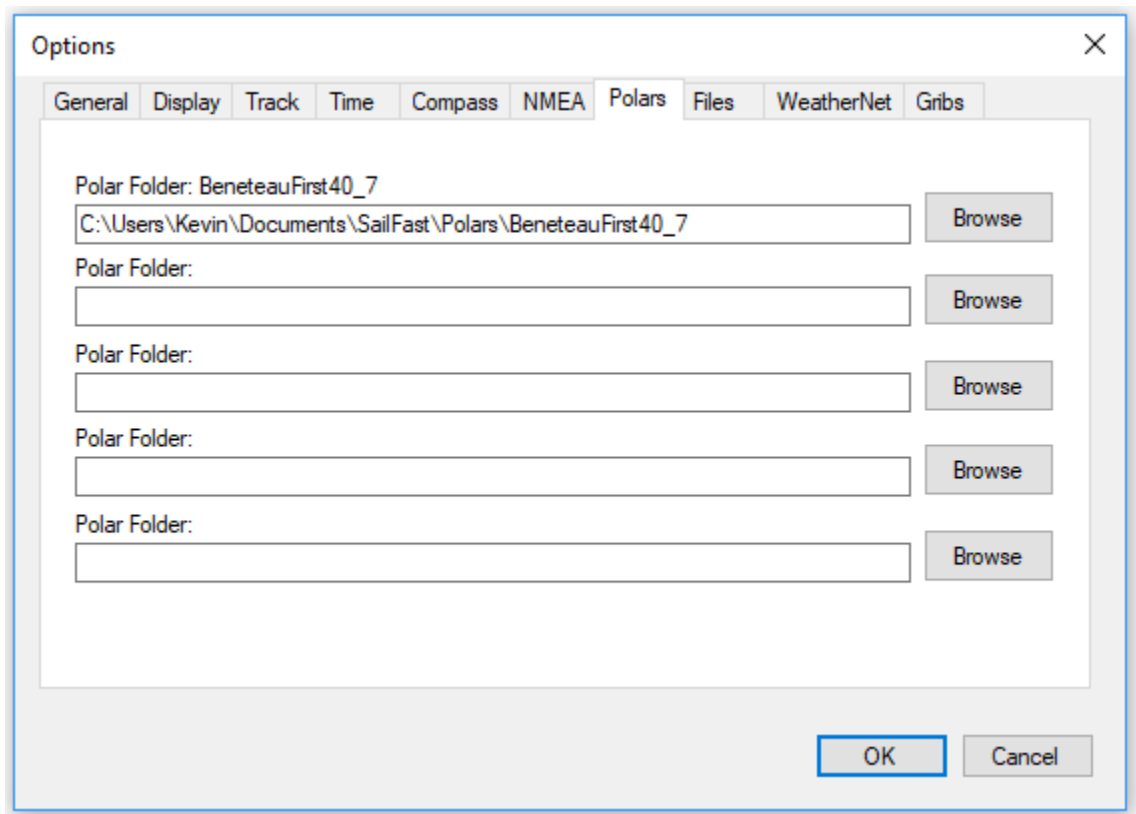 Options
General Display Track Time Compass NMEA Polars Files WeatherNet Gribs
Polar Folder: BeneteauFirst40_7
C:\Users\Kevin\Documents\SailFast\Polars\BeneteauFirst40_7
Browse
Polar Folder:
Browse
Polar Folder:
Browse
Polar Folder:
Browse
Polar Folder:
Browse
OK Cancel